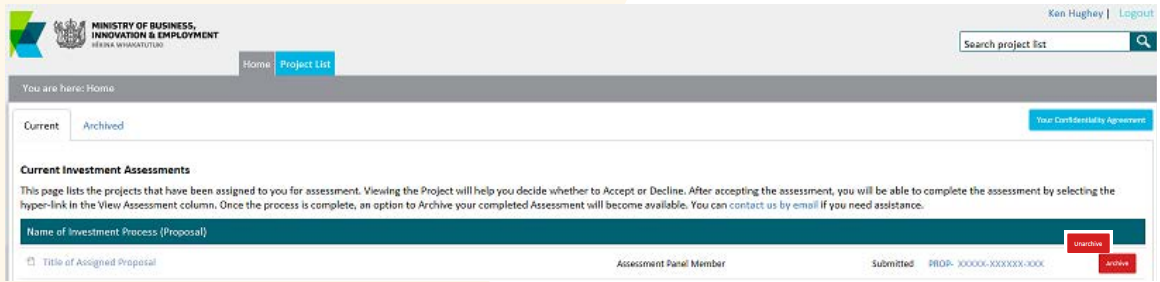 Ken Hughey | Logout
MINISTRY OF BUSINESS,
INNOVATION & EMPLOYMENT
HĪKINA WHAKATUTUKI
Search project list
Home Project List
You are here: Home
Current Archived
Your Confidentiality Agreement
Current Investment Assessments
This page lists the projects that have been assigned to you for assessment. Viewing the Project will help you decide whether to Accept or Decline. After accepting the assessment, you will be able to complete the assessment by selecting the
hyper-link in the View Assessment column. Once the process is complete, an option to Archive your completed Assessment will become available. You can contact us by email if you need assistance.
Name of Investment Process (Proposal)
Unarchive
Title of Assigned Proposal Assessment Panel Member Submitted PROP- XXXXX-XXXXXX-XXX Archive